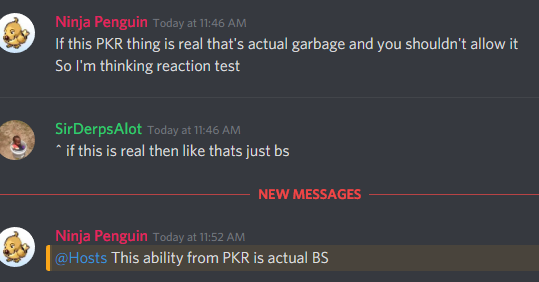 Ninja Penguin Today at 11:46 AM
If this PKR thing is real that's actual garbage and you shouldn't allow it
So I'm thinking reaction test
SirDerpsAlot Today at 11:46 AM
^ if this is real then like thats just bs
NEW MESSAGES
Ninja Penguin Today at 11:52 AM
@Hosts This ability from PKR is actual BS